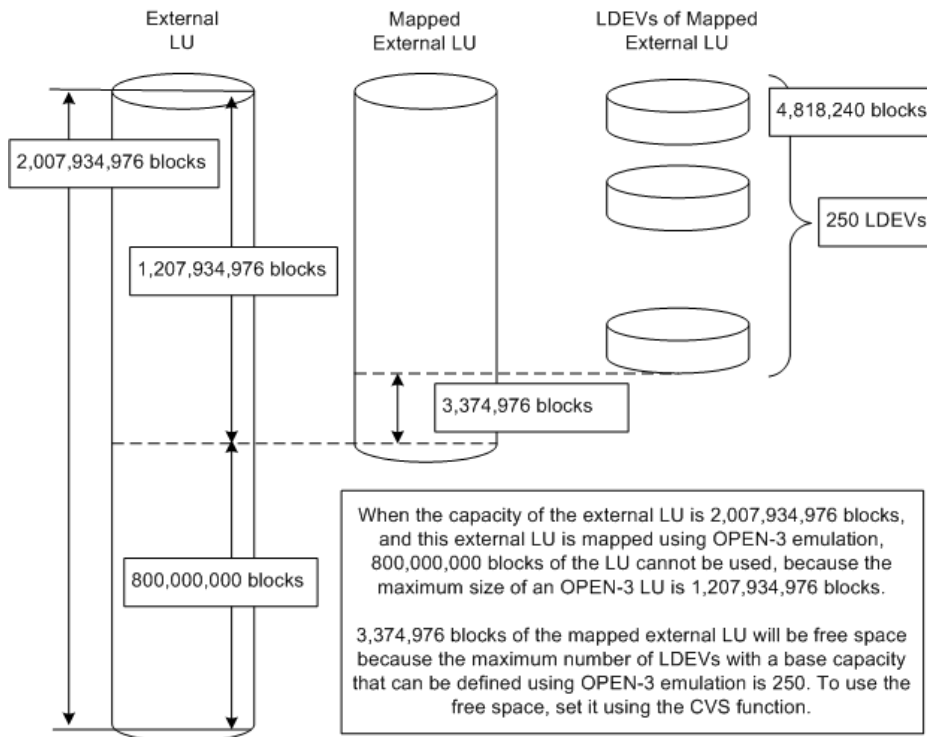 External
LU
Mapped
External LU
LDEVs of Mapped
External LU
2,007,934,976 blocks
1,207,934,976 blocks
800,000,000 blocks
3,374,976 blocks
4,818,240 blocks
250 LDEVs
When the capacity of the external LU is 2,007,934,976 blocks,
and this external LU is mapped using OPEN-3 emulation,
800,000,000 blocks of the LU cannot be used, because the
maximum size of an OPEN-3 LU is 1,207,934,976 blocks.
3,374,976 blocks of the mapped external LU will be free space
because the maximum number of LDEVs with a base capacity
that can be defined using OPEN-3 emulation is 250. To use the
free space, set it using the CVS function.